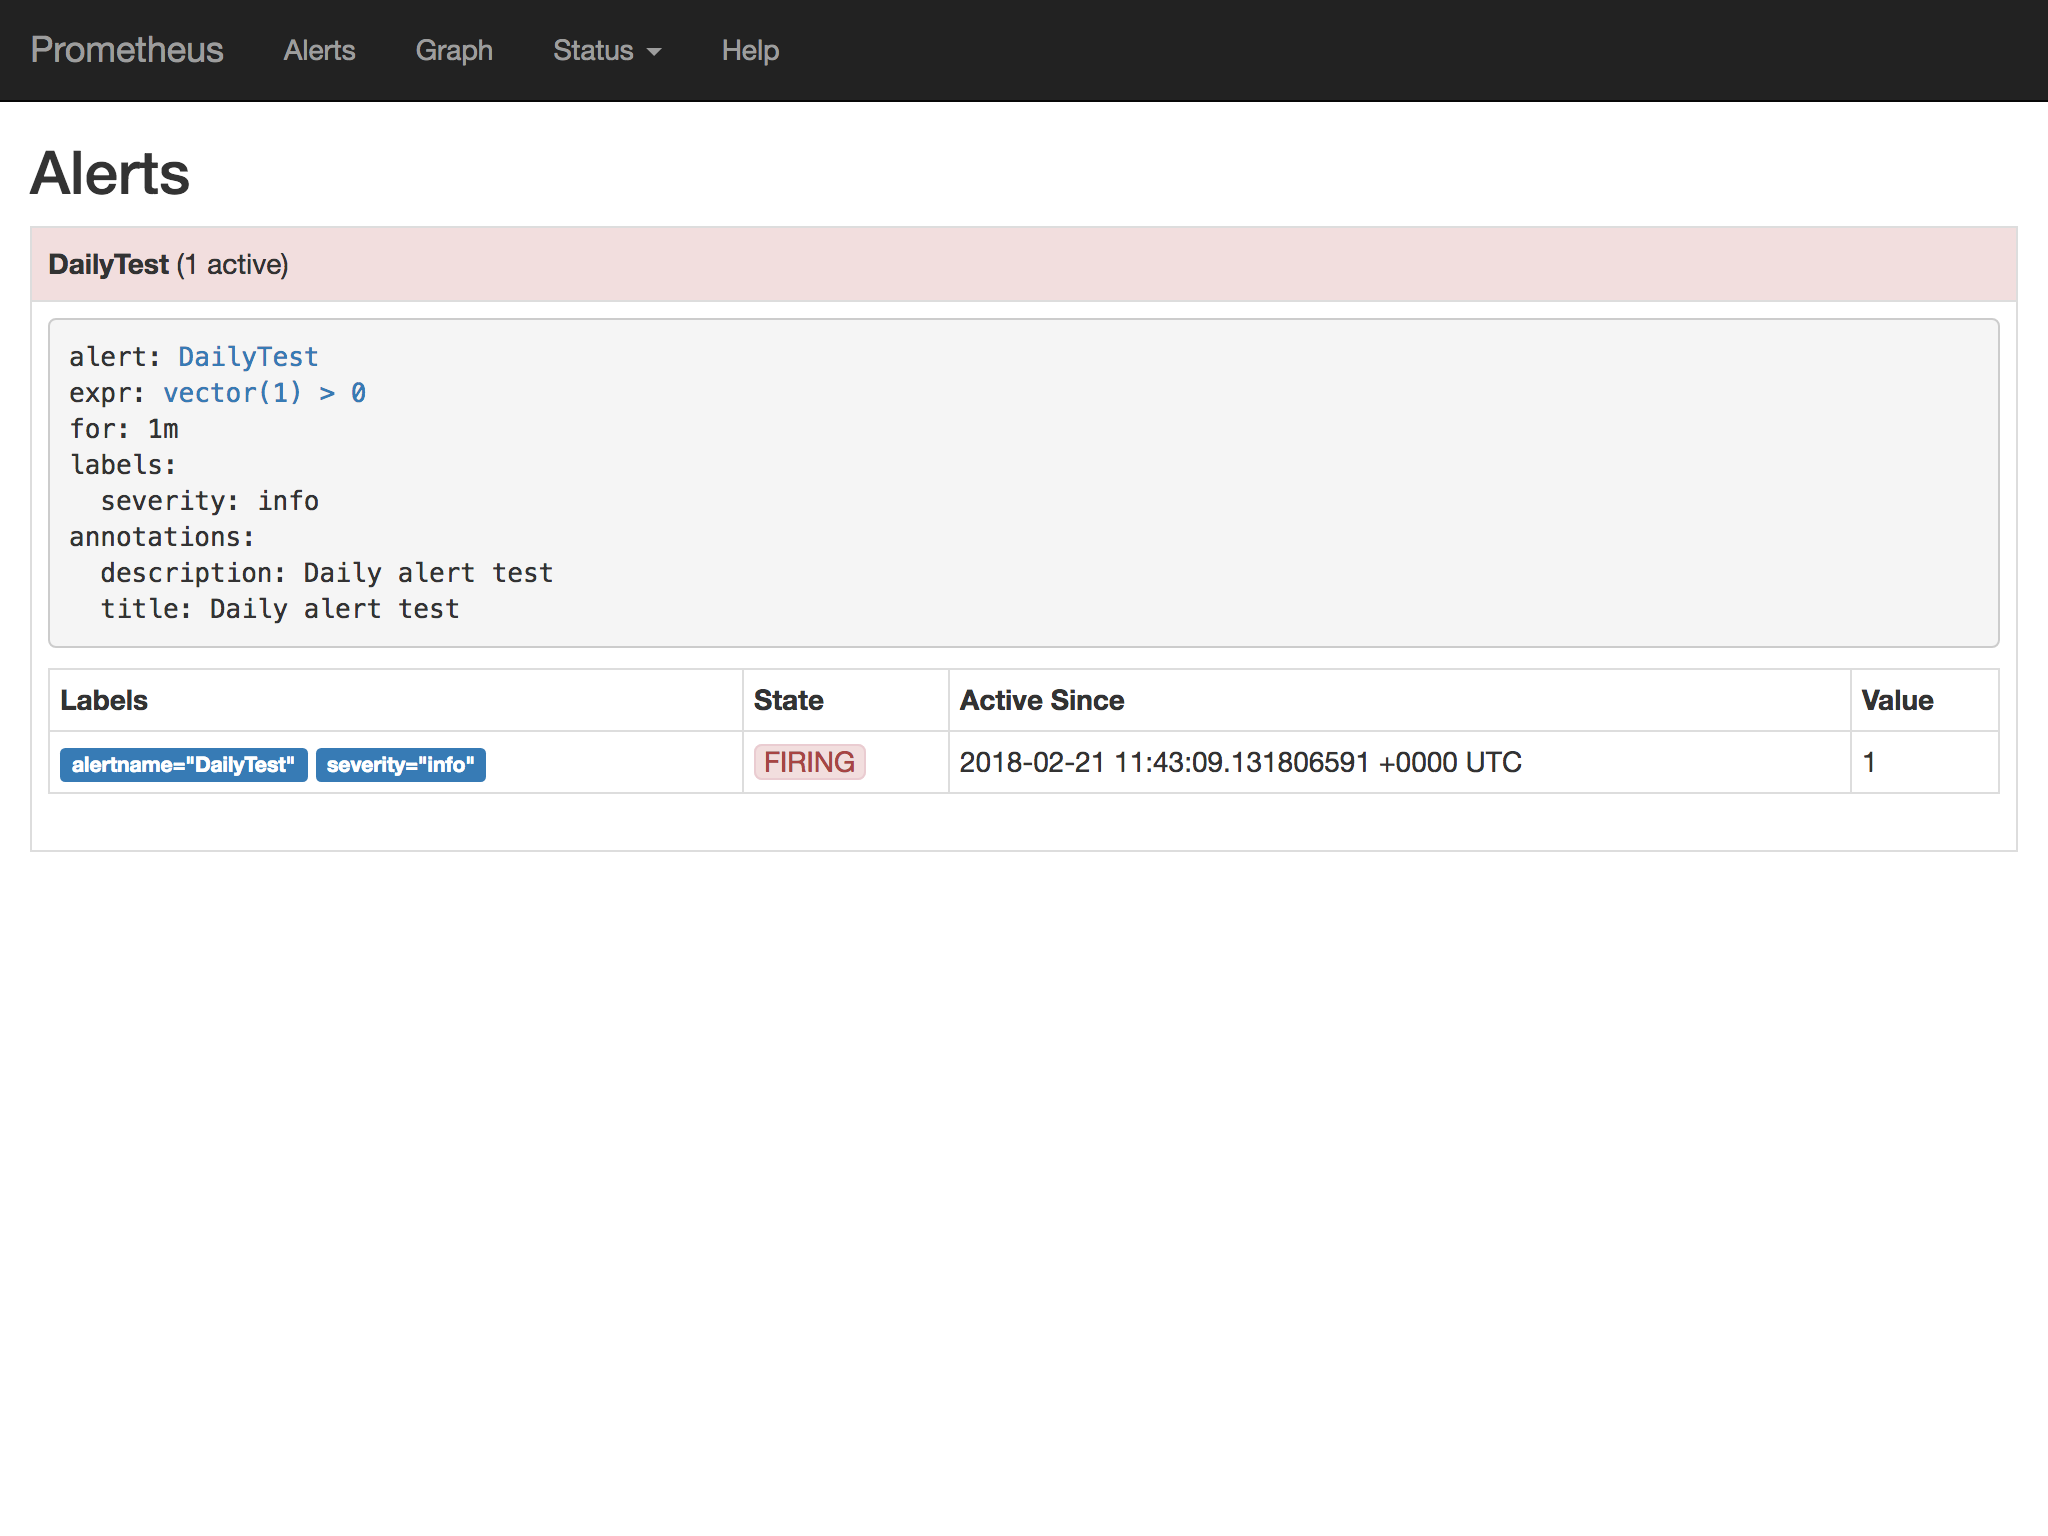 Prometheus Alerts Graph Status Help
Alerts
DailyTest (1 active)
alert: DailyTest
expr: vector(1) > 0
for: 1m
labels:
  severity: info
annotations:
  description: Daily alert test
  title: Daily alert test
Labels State Active Since Value
alertname="DailyTest" severity="info" FIRING 2018-02-21 11:43:09.131806591 +0000 UTC 1